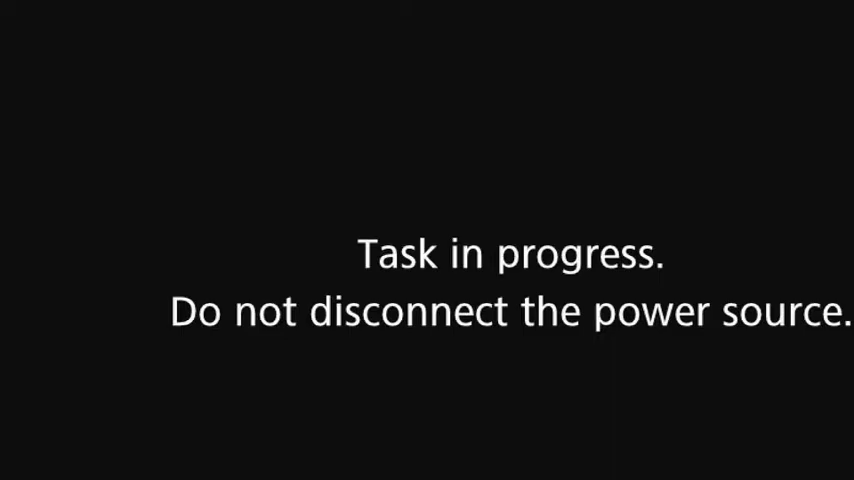 Task in progress.
Do not disconnect the power source.